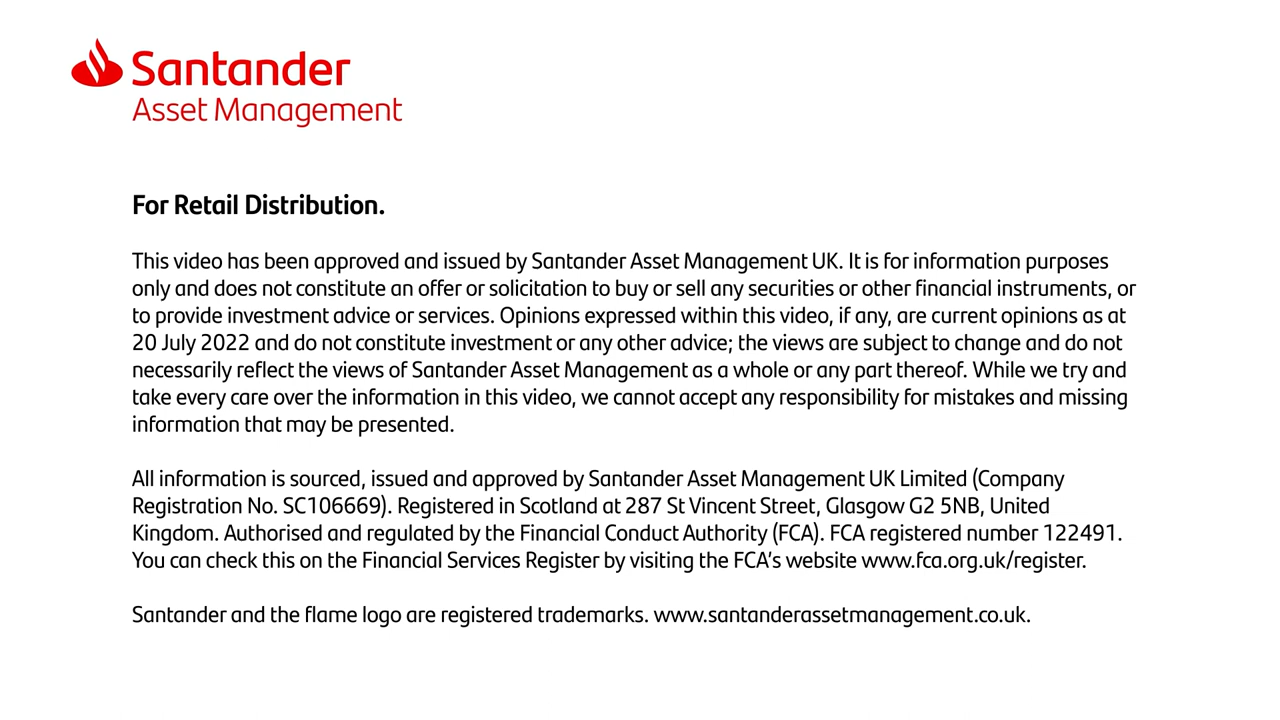 Santander
Asset Management
For Retail Distribution.
This video has been approved and issued by Santander Asset Management UK. It is for information purposes
only and does not constitute an offer or solicitation to buy or sell any securities or other financial instruments, or
to provide investment advice or services. Opinions expressed within this video, if any, are current opinions as at
20 July 2022 and do not constitute investment or any other advice; the views are subject to change and do not
necessarily reflect the views of Santander Asset Management as a whole or any part thereof. While we try and
take every care over the information in this video, we cannot accept any responsibility for mistakes and missing
information that may be presented.
All information is sourced, issued and approved by Santander Asset Management UK Limited (Company
Registration No. SC106669). Registered in Scotland at 287 St Vincent Street, Glasgow G2 5NB, United
Kingdom. Authorised and regulated by the Financial Conduct Authority (FCA). FCA registered number 122491.
You can check this on the Financial Services Register by visiting the FCA's website www.fca.org.uk/register.
Santander and the flame logo are registered trademarks. www.santanderassetmanagement.co.uk.